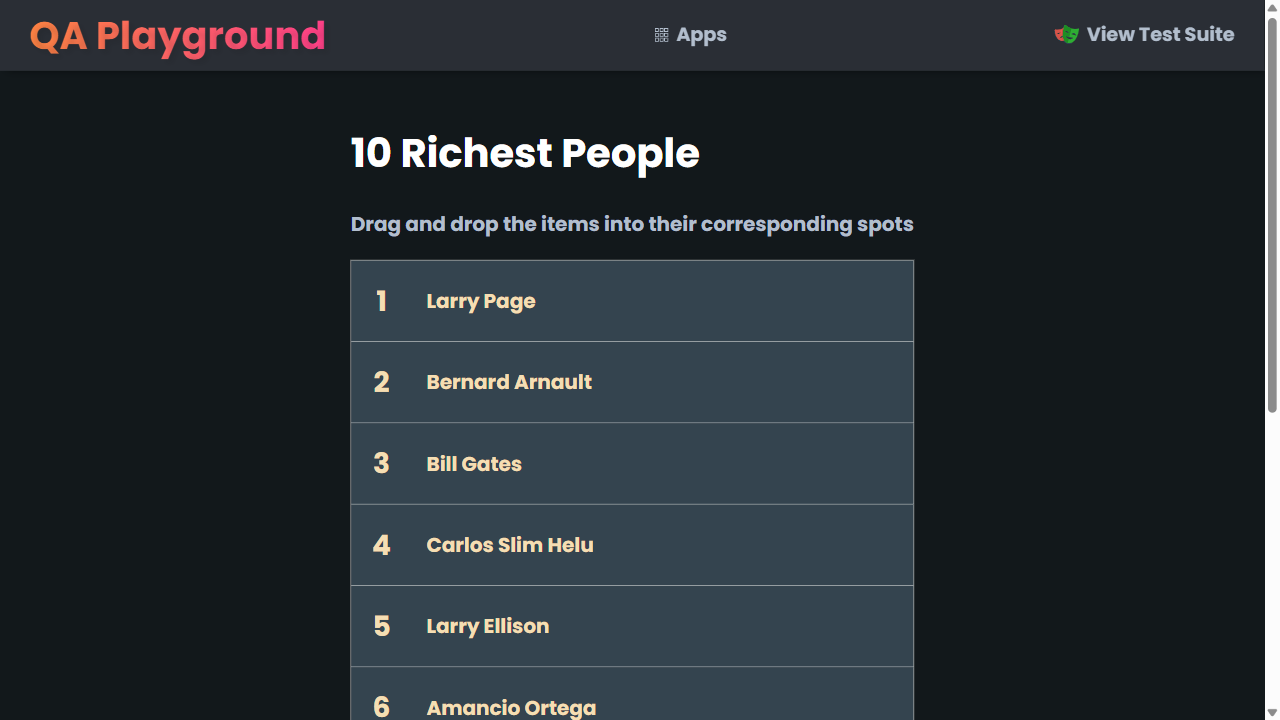 QA Playground
Apps
View Test Suite
10 Richest People
Drag and drop the items into their corresponding spots
1 Larry Page
2 Bernard Arnault
3 Bill Gates
4 Carlos Slim Helu
5 Larry Ellison
6 Amancio Ortega